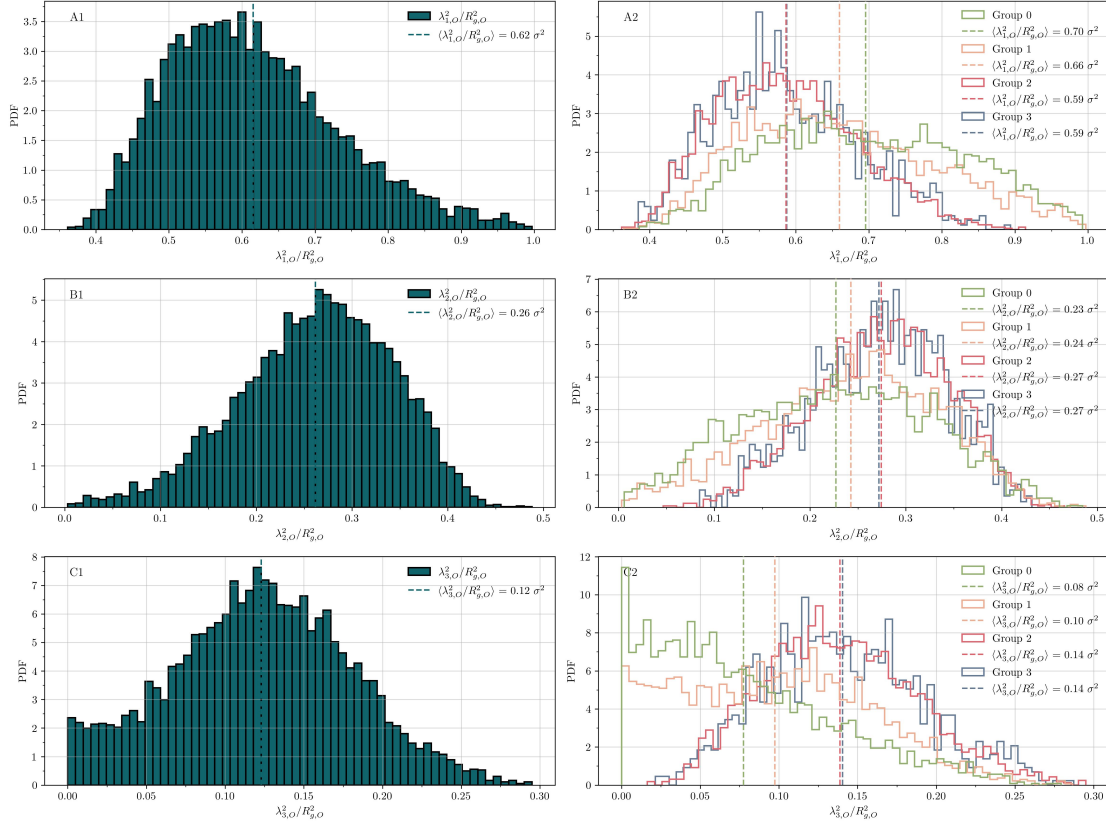 A1
λ²₁,O/R²g,O
⟨λ²₁,O/R²g,O⟩ = 0.62 σ²
PDF
3.5
3.0
2.5
2.0
1.5
1.0
0.5
0.0
0.4 0.5 0.6 0.7 0.8 0.9 1.0
λ²₁,O/R²g,O
A2
Group 0
⟨λ²₁,O/R²g,O⟩ = 0.70 σ²
Group 1
⟨λ²₁,O/R²g,O⟩ = 0.66 σ²
Group 2
⟨λ²₁,O/R²g,O⟩ = 0.59 σ²
Group 3
⟨λ²₁,O/R²g,O⟩ = 0.59 σ²
PDF
5
4
3
2
1
0
0.4 0.5 0.6 0.7 0.8 0.9 1.0
λ²₁,O/R²g,O
B1
λ²₂,O/R²g,O
⟨λ²₂,O/R²g,O⟩ = 0.26 σ²
PDF
5
4
3
2
1
0
0.0 0.1 0.2 0.3 0.4 0.5
λ²₂,O/R²g,O
B2
Group 0
⟨λ²₂,O/R²g,O⟩ = 0.23 σ²
Group 1
⟨λ²₂,O/R²g,O⟩ = 0.24 σ²
Group 2
⟨λ²₂,O/R²g,O⟩ = 0.27 σ²
Group 3
⟨λ²₂,O/R²g,O⟩ = 0.27 σ²
PDF
7
6
5
4
3
2
1
0
0.0 0.1 0.2 0.3 0.4 0.5
λ²₂,O/R²g,O
C1
λ²₃,O/R²g,O
⟨λ²₃,O/R²g,O⟩ = 0.12 σ²
PDF
8
7
6
5
4
3
2
1
0
0.00 0.05 0.10 0.15 0.20 0.25 0.30
λ²₃,O/R²g,O
C2
Group 0
⟨λ²₃,O/R²g,O⟩ = 0.08 σ²
Group 1
⟨λ²₃,O/R²g,O⟩ = 0.10 σ²
Group 2
⟨λ²₃,O/R²g,O⟩ = 0.14 σ²
Group 3
⟨λ²₃,O/R²g,O⟩ = 0.14 σ²
PDF
12
10
8
6
4
2
0
0.00 0.05 0.10 0.15 0.20 0.25 0.30
λ²₃,O/R²g,O